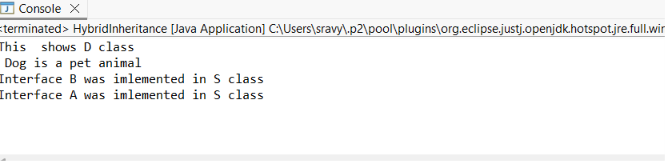 Console
<terminated> HybridInheritance [Java Application] C:\Users\sravy\.p2\pool\plugins\org.eclipse.justj.openjdk.hotspot.jre.full.win
This  shows D class
 Dog is a pet animal
Interface B was imlemented in S class
Interface A was imlemented in S class